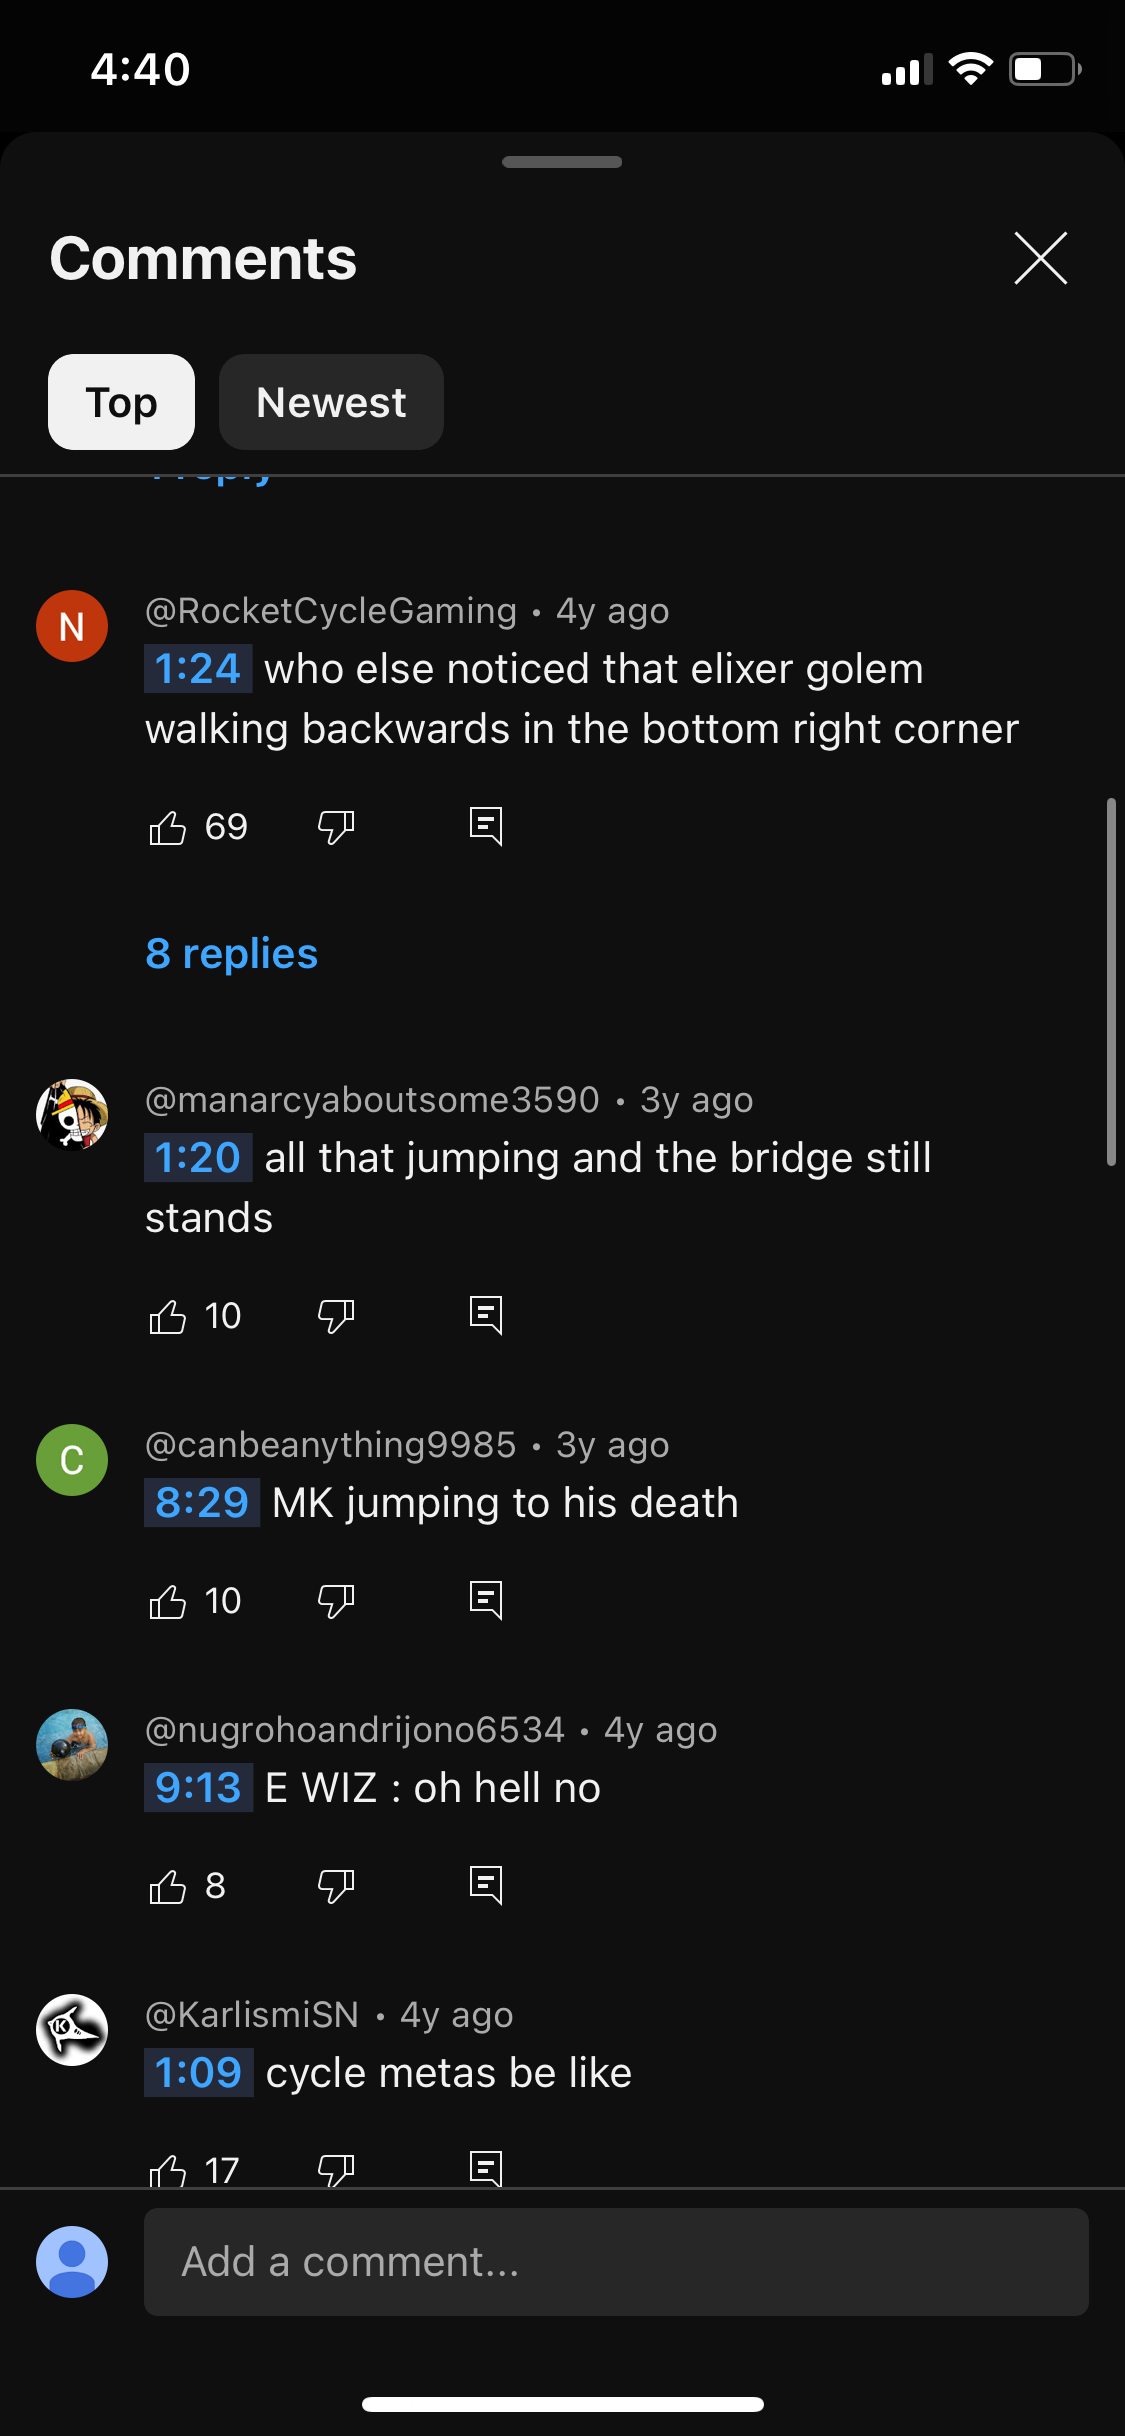 4:40
Comments
Top
Newest
1 reply
N
@RocketCycleGaming • 4y ago
1:24 who else noticed that elixer golem
walking backwards in the bottom right corner
69
8 replies
@manarcyaboutsome3590 • 3y ago
1:20 all that jumping and the bridge still
stands
10
C
@canbeanything9985 • 3y ago
8:29 MK jumping to his death
10
@nugrohoandrijono6534 • 4y ago
9:13 E WIZ : oh hell no
8
K
@KarlismiSN • 4y ago
1:09 cycle metas be like
17
Add a comment...